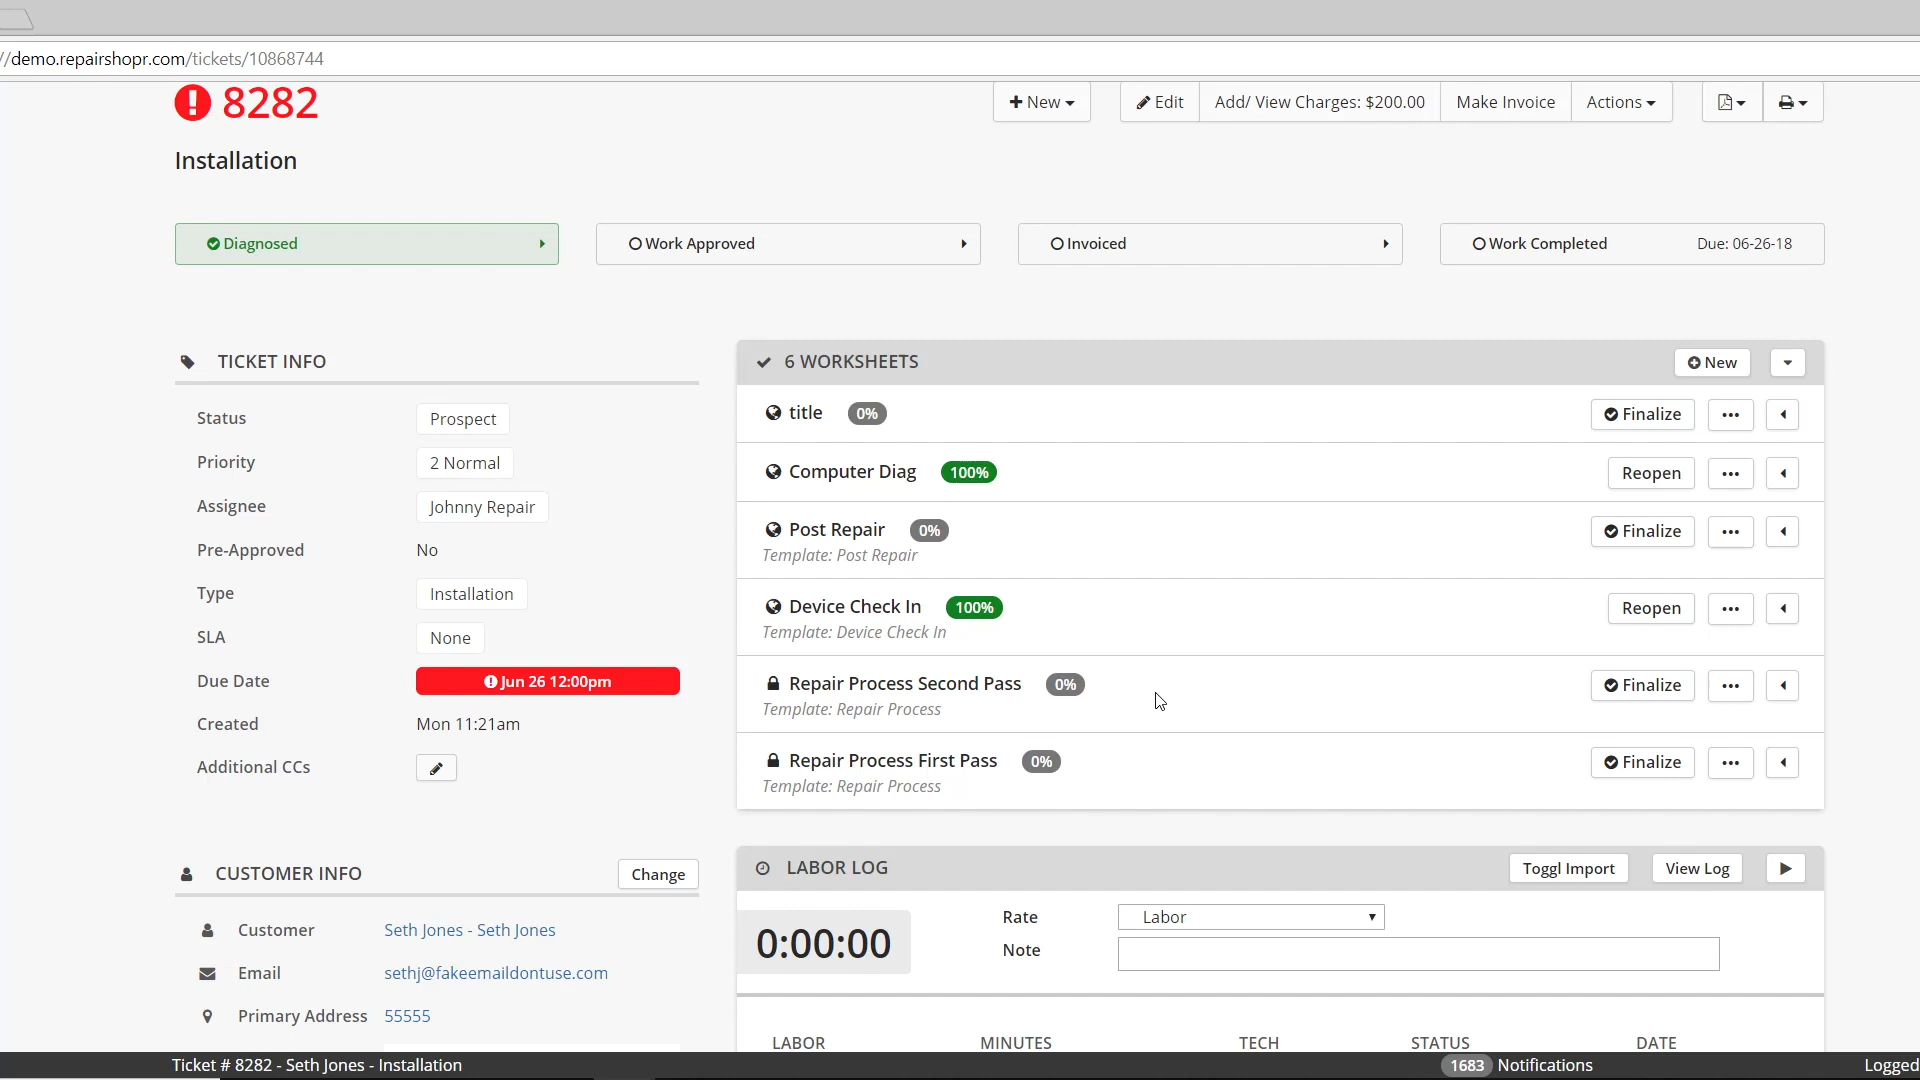 //demo.repairshopr.com/tickets/10868744
8282
New
Edit
Add/ View Charges: $200.00
Make Invoice
Actions
Installation
Diagnosed
Work Approved
Invoiced
Work Completed
Due: 06-26-18
TICKET INFO
Status
Prospect
Priority
2 Normal
Assignee
Johnny Repair
Pre-Approved
No
Type
Installation
SLA
None
Due Date
Jun 26 12:00pm
Created
Mon 11:21am
Additional CCs
6 WORKSHEETS
New
title
0%
Finalize
Computer Diag
100%
Reopen
Post Repair
0%
Finalize
Template: Post Repair
Device Check In
100%
Reopen
Template: Device Check In
Repair Process Second Pass
0%
Finalize
Template: Repair Process
Repair Process First Pass
0%
Finalize
Template: Repair Process
CUSTOMER INFO
Change
Customer
Seth Jones - Seth Jones
Email
sethj@fakeemaildontuse.com
Primary Address
55555
LABOR LOG
Toggl Import
View Log
0:00:00
Rate
Labor
Note
LABOR
MINUTES
TECH
STATUS
DATE
Ticket # 8282 - Seth Jones - Installation
1683 Notifications
Logged